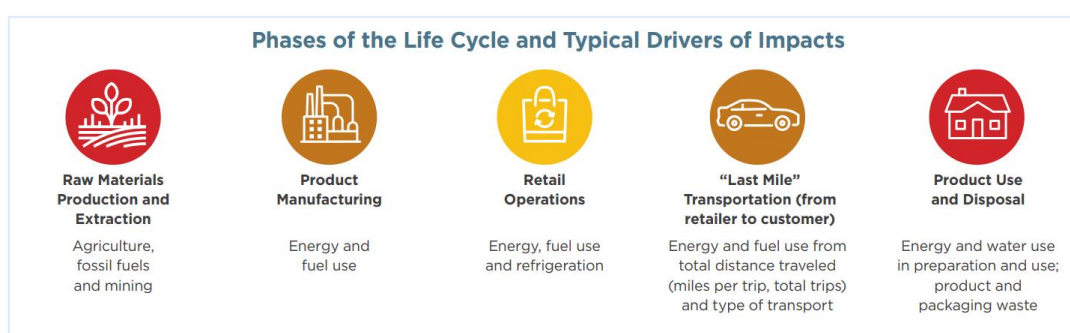 Phases of the Life Cycle and Typical Drivers of Impacts
Raw Materials
Production and
Extraction
Agriculture,
fossil fuels
and mining
Product
Manufacturing
Energy and
fuel use
Retail
Operations
Energy, fuel use
and refrigeration
“Last Mile”
Transportation (from
retailer to customer)
Energy and fuel use from
total distance traveled
(miles per trip, total trips)
and type of transport
Product Use
and Disposal
Energy and water use
in preparation and use;
product and
packaging waste